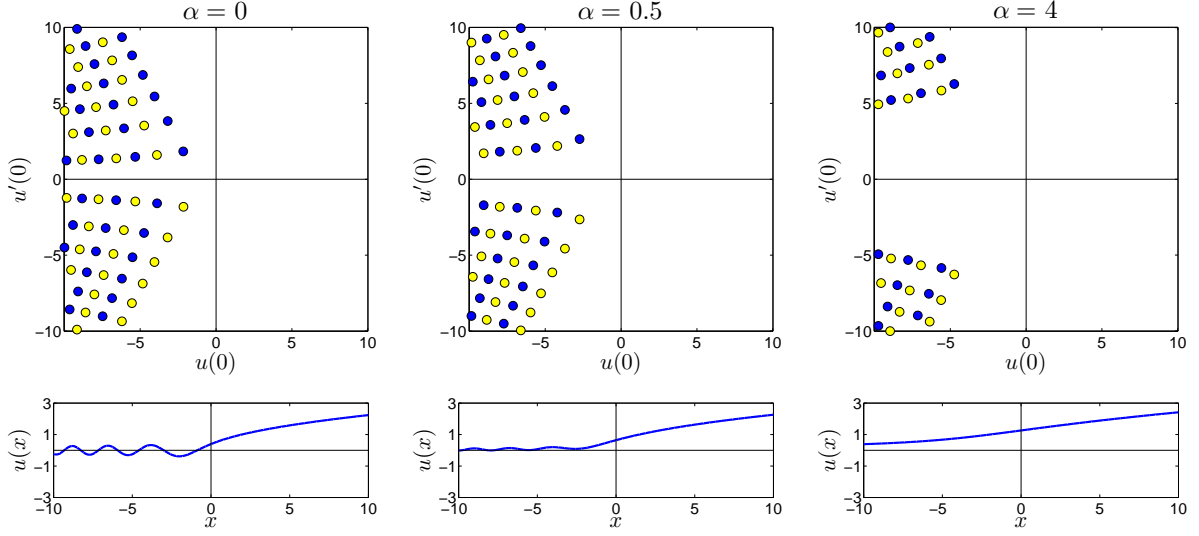 α = 0 α = 0.5 α = 4
10 10 10
5 5 5
u′(0) 0 u′(0) 0 u′(0) 0
−5 −5 −5
−10 −10 −10
−5 0 5 10 −5 0 5 10 −5 0 5 10
u(0) u(0) u(0)
3 3 3
1 1 1
u(x) u(x) u(x)
−1 −1 −1
−3 −3 −3
−10 −5 0 5 10 −10 −5 0 5 10 −10 −5 0 5 10
x x x